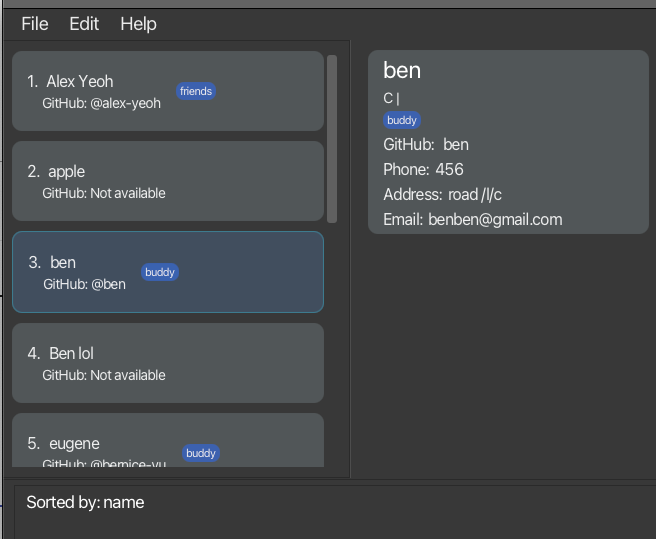 File Edit Help
1. Alex Yeoh
friends
GitHub: @alex-yeoh
2. apple
GitHub: Not available
3. ben
buddy
GitHub: @ben
4. Ben lol
GitHub: Not available
5. eugene
buddy
GitHub: @bernice-yu
ben
C |
buddy
GitHub: ben
Phone: 456
Address: road /l/c
Email: benben@gmail.com
Sorted by: name